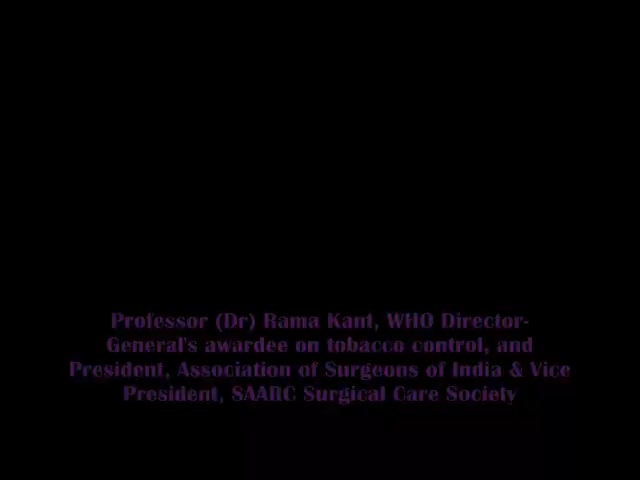 Professor (Dr) Rama Kant, WHO Director-
General's awardee on tobacco control, and
President, Association of Surgeons of India & Vice
President, SAARC Surgical Care Society